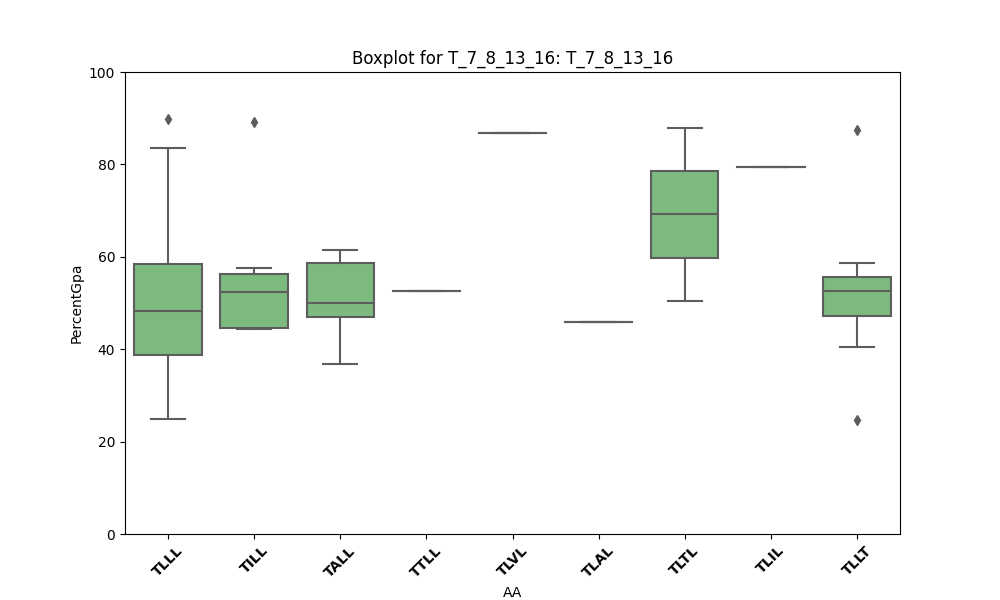 Boxplot for T_7_8_13_16: T_7_8_13_16
100
80
60
40
20
0
PercentGpa
TLLL
TILL
TALL
TTLL
TLVL
TLAL
TLTL
TLIL
TLLT
AA